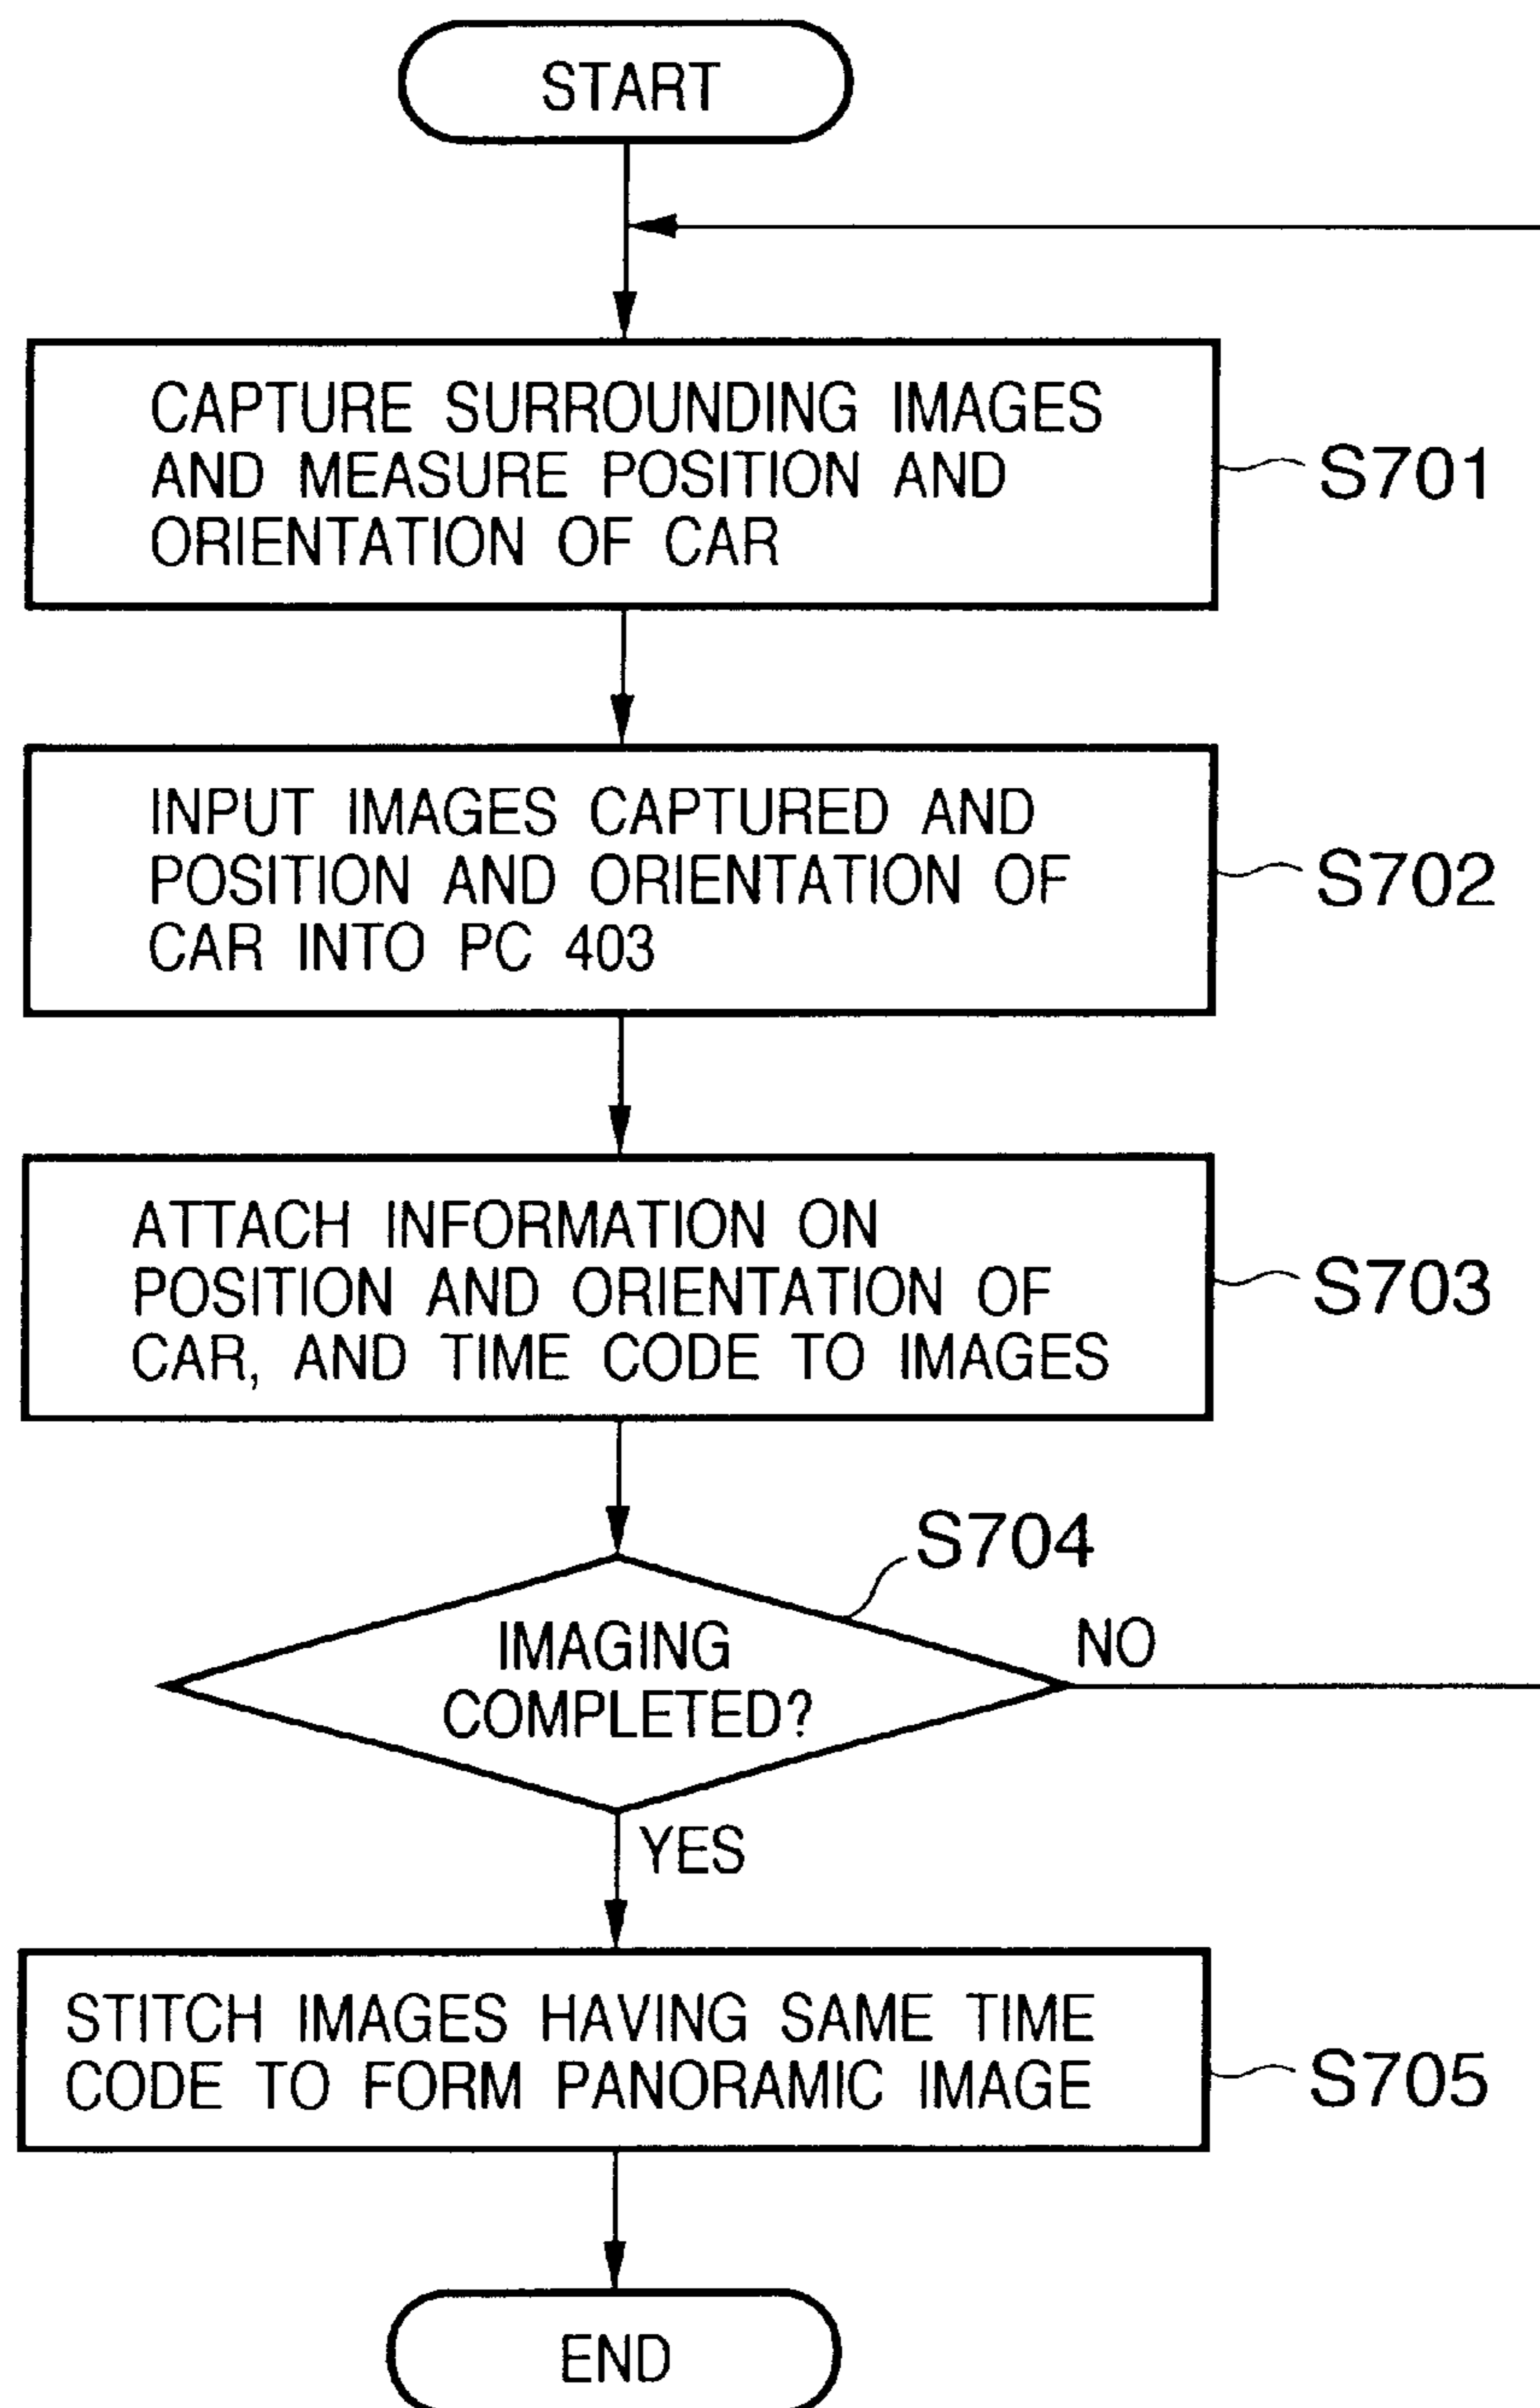 START
CAPTURE SURROUNDING IMAGES
AND MEASURE POSITION AND
ORIENTATION OF CAR
S701
INPUT IMAGES CAPTURED AND
POSITION AND ORIENTATION OF
CAR INTO PC 403
S702
ATTACH INFORMATION ON
POSITION AND ORIENTATION OF
CAR, AND TIME CODE TO IMAGES
S703
S704
IMAGING
COMPLETED?
NO
YES
STITCH IMAGES HAVING SAME TIME
CODE TO FORM PANORAMIC IMAGE
S705
END